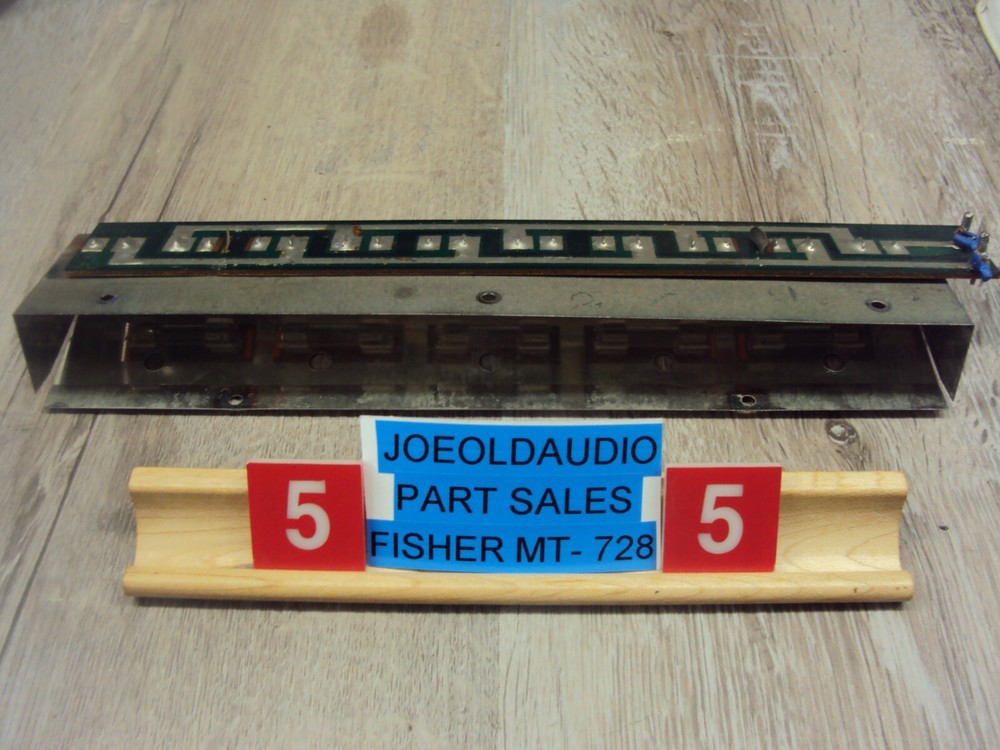 JOEOLDAUDIO
5 PART SALES 5
FISHER MT- 728